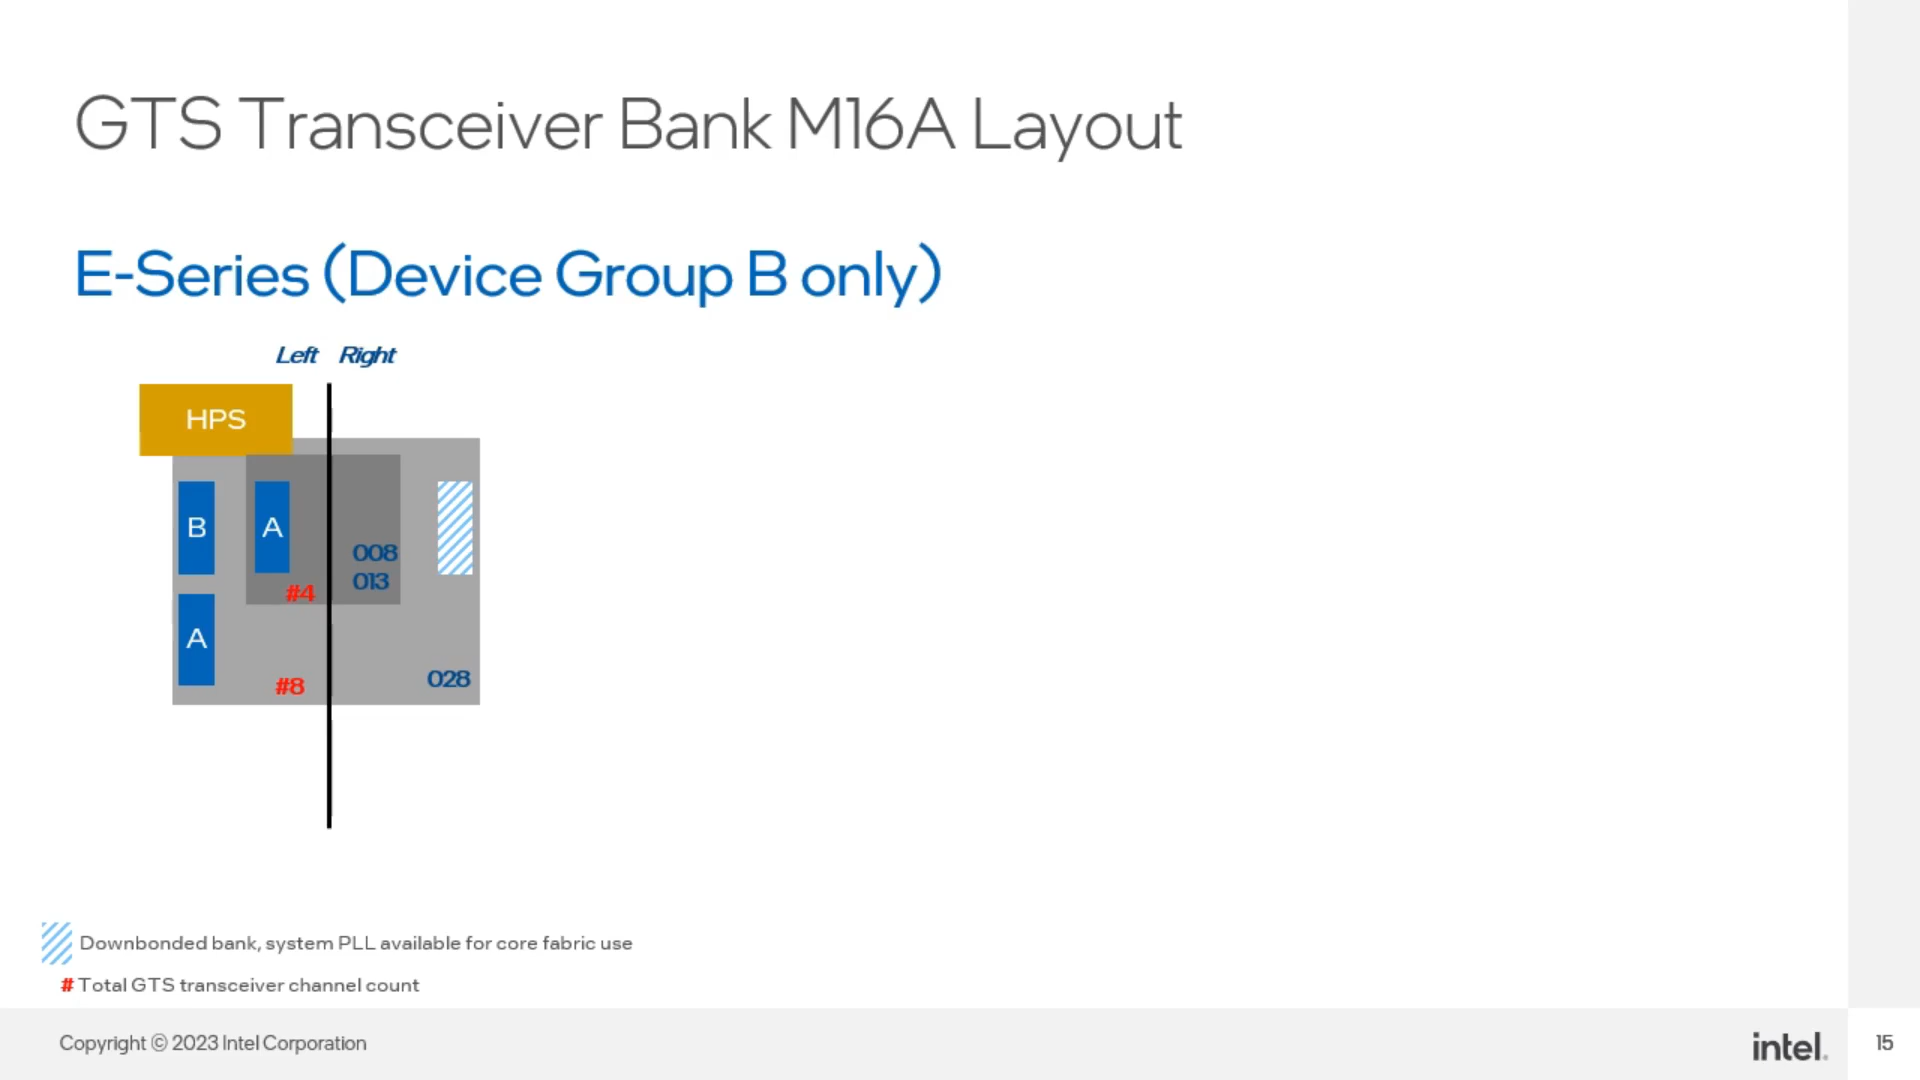 GTS Transceiver Bank M16A Layout
E-Series (Device Group B only)
Left Right
HPS
B A
008
013
#4
A
#8
028
Downbonded bank, system PLL available for core fabric use
# Total GTS transceiver channel count
Copyright © 2023 Intel Corporation
intel.
15